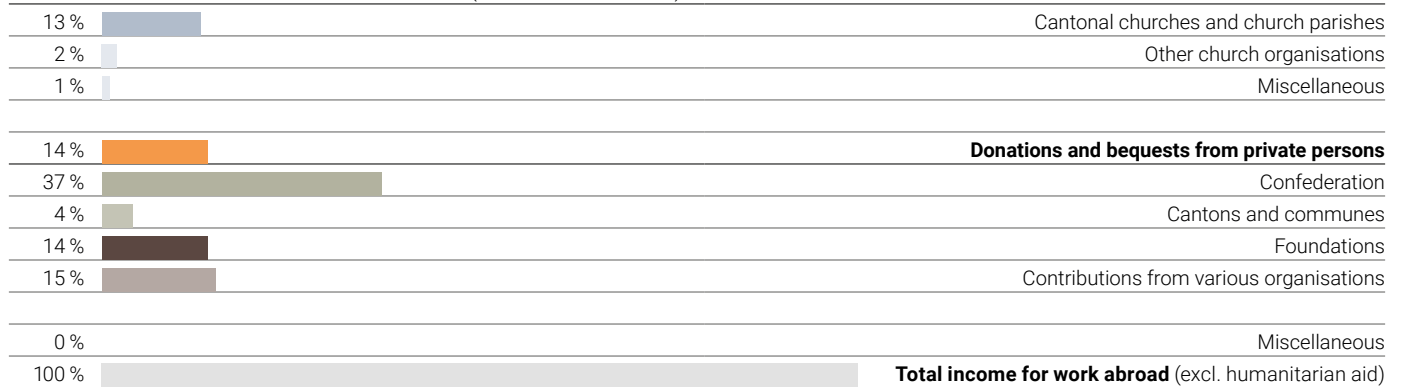 13 % Cantonal churches and church parishes
2 % Other church organisations
1 % Miscellaneous
14 % Donations and bequests from private persons
37 % Confederation
4 % Cantons and communes
14 % Foundations
15 % Contributions from various organisations
0 % Miscellaneous
100 % Total income for work abroad (excl. humanitarian aid)